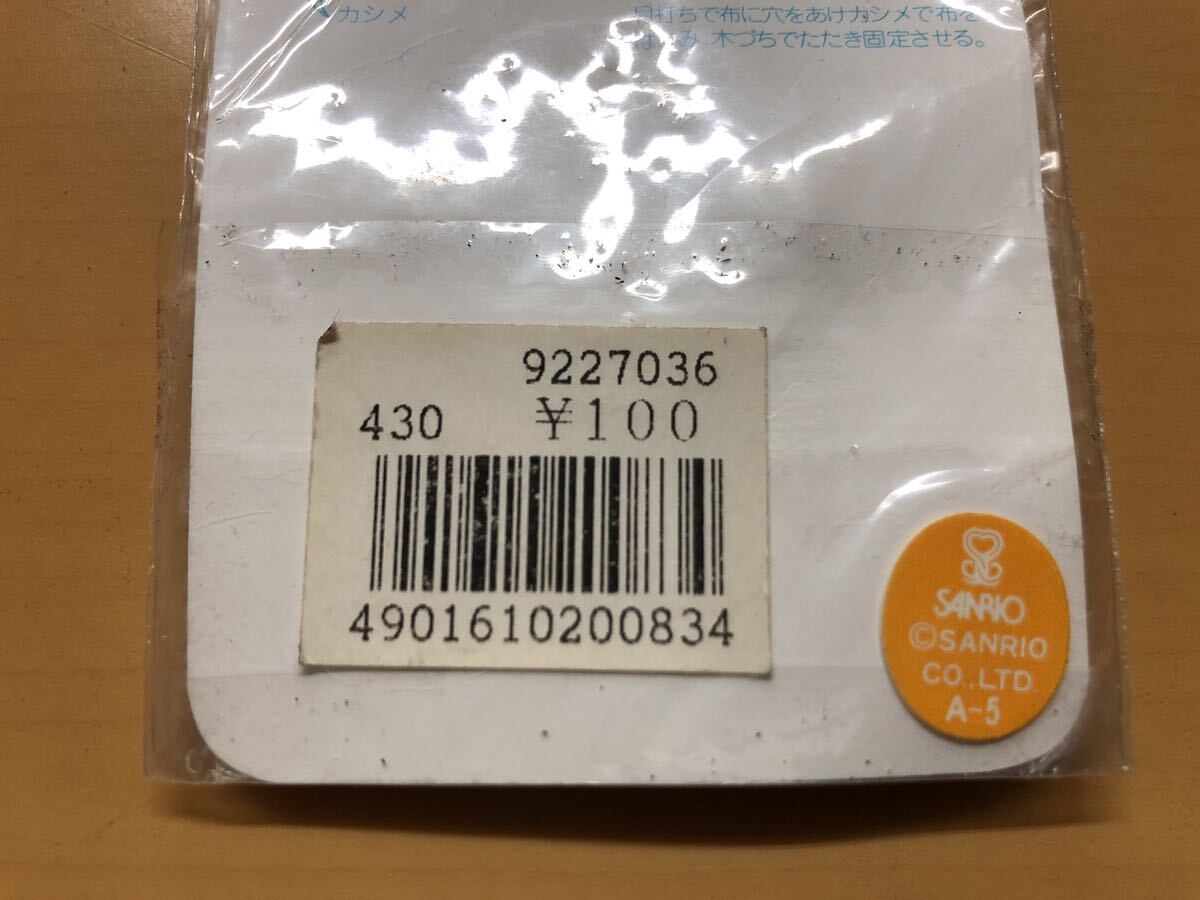 カシメ
目打ちで布に穴をあけカシメで布を
はさみ、木づちでたたき固定させる。
9227036
430 ¥100
4901610200834
SANRIO
©SANRIO
CO.,LTD.
A-5